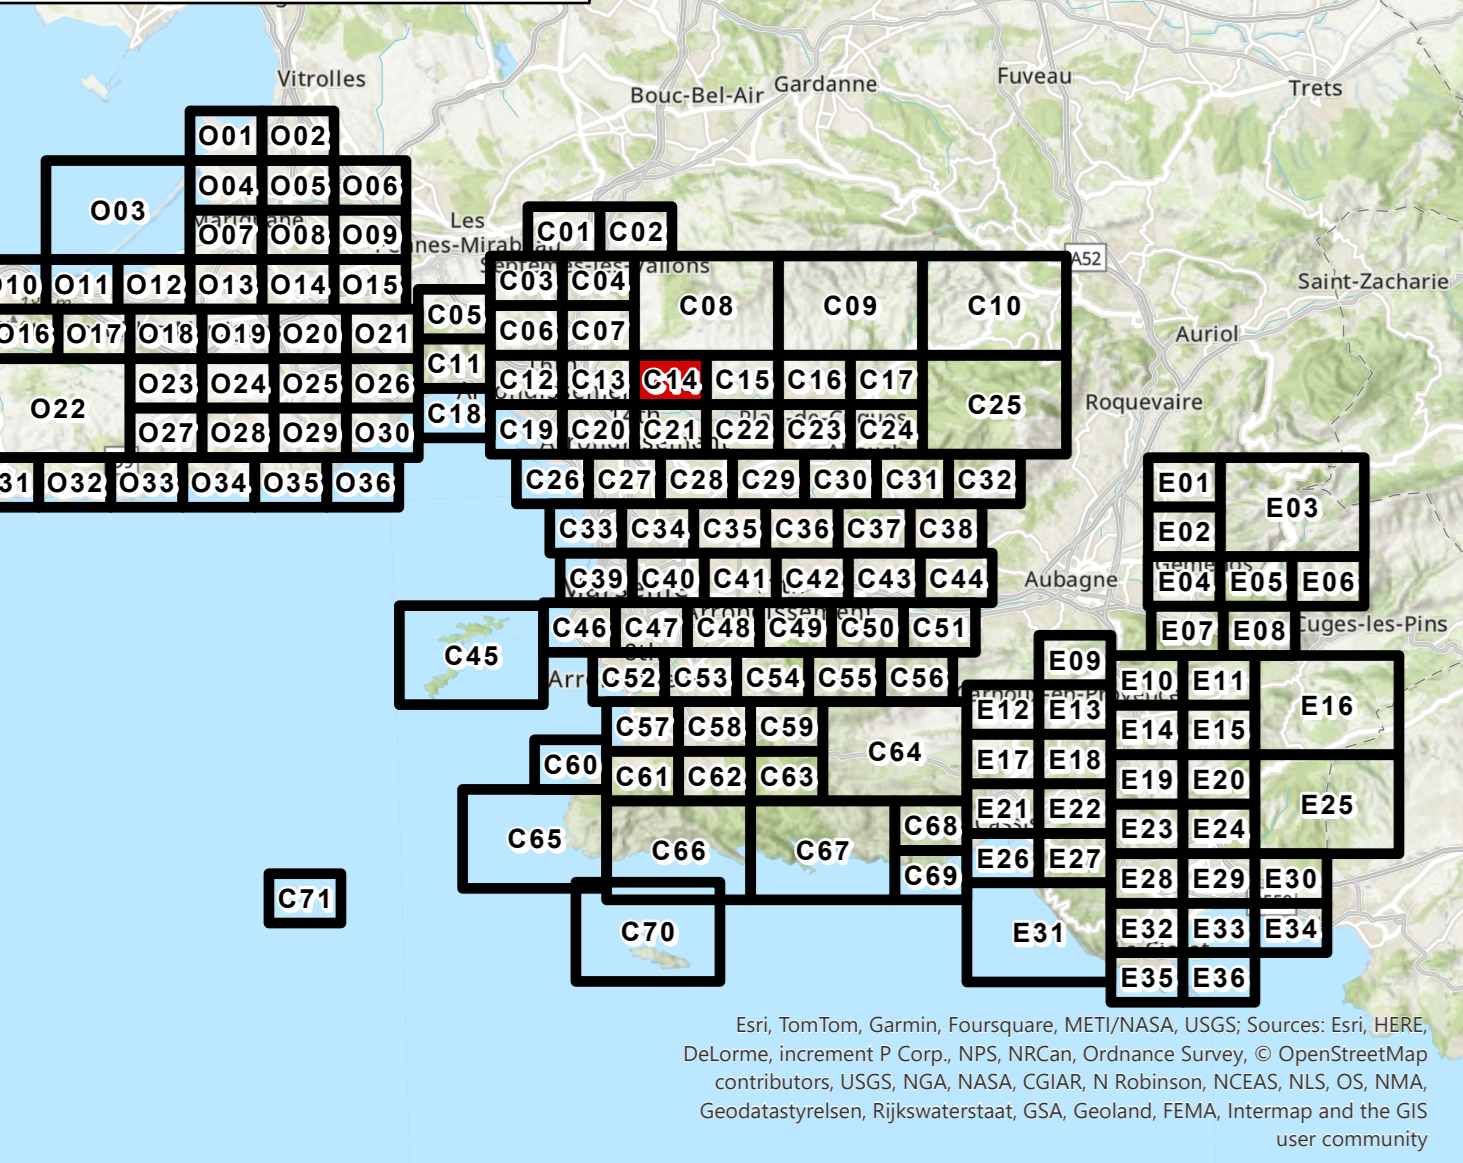 Vitrolles
Bouc-Bel-Air
Gardanne
Fuveau
Trets
O01 O02
O04 O05 O06
O03
O07 O08 O09
Les
C01 C02
A52
O11 O12 O13 O14 O15
C03 C04
C08 C09 C10
Saint-Zacharie
C05
O17 O18 O19 O20 O21
C06 C07
Auriol
C11
O23 O24 O25 O26
C12 C13 C14 C15 C16 C17
O22
C25
Roquevaire
C18
O27 O28 O29 O30
C19 C20 C21 C22 C23 C24
31 O32 O33 O34 O35 O36
C26 C27 C28 C29 C30 C31 C32
E01
E03
C33 C34 C35 C36 C37 C38
E02
C39 C40 C41 C42 C43 C44
Aubagne
E04 E05 E06
C46 C47 C48 C49 C50 C51
E07 E08
Cuges-les-Pins
C45
E09
C52 C53 C54 C55 C56
E10 E11
E16
E12 E13
C57 C58 C59
E14 E15
C64
C60
E17 E18
C61 C62 C63
E19 E20
E25
E21 E22
C68
E23 E24
C65 C66 C67
E26 E27
C69
E28 E29 E30
C71
C70
E31
E32 E33 E34
E35 E36
Esri, TomTom, Garmin, Foursquare, METI/NASA, USGS; Sources: Esri, HERE,
DeLorme, increment P Corp., NPS, NRCan, Ordnance Survey, © OpenStreetMap
contributors, USGS, NGA, NASA, CGIAR, N Robinson, NCEAS, NLS, OS, NMA,
Geodatastyrelsen, Rijkswaterstaat, GSA, Geoland, FEMA, Intermap and the GIS
user community